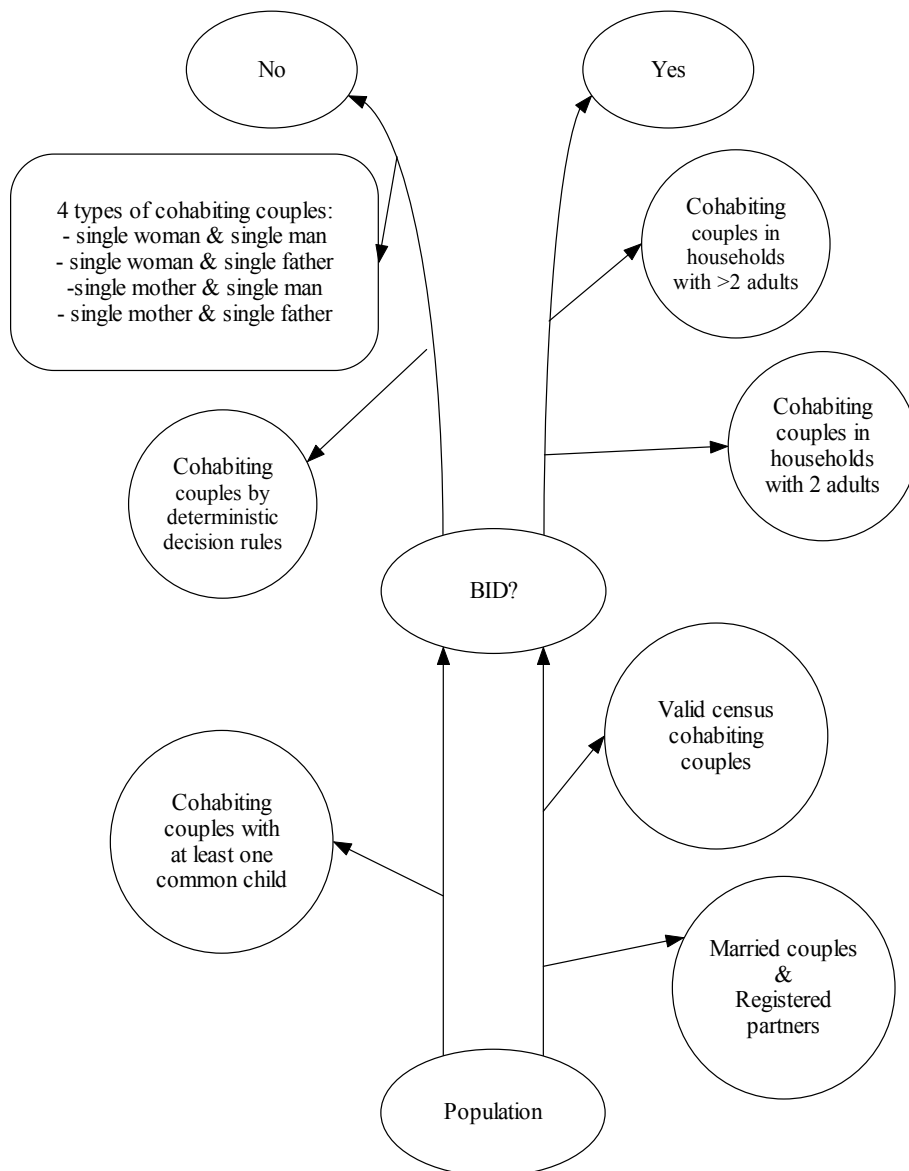 No
Yes
4 types of cohabiting couples:
- single woman & single man
- single woman & single father
-single mother & single man
- single mother & single father
Cohabiting
couples in
households
with >2 adults
Cohabiting
couples in
households
with 2 adults
Cohabiting
couples by
deterministic
decision rules
BID?
Valid census
cohabiting
couples
Cohabiting
couples with
at least one
common child
Married couples
&
Registered
partners
Population